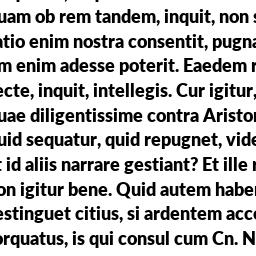 uam ob rem tandem, inquit, non s
atio enim nostra consentit, pugna
m enim adesse poterit. Eaedem r
ecte, inquit, intellegis. Cur igitur,
uae diligentissime contra Aristo
uid sequatur, quid repugnet, vide
t id aliis narrare gestiant? Et ille r
on igitur bene. Quid autem habe
estinguet citius, si ardentem acc
orquatus, is qui consul cum Cn. N